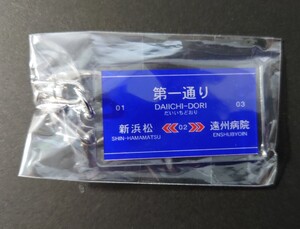 第一通り
DAIICHI-DORI
だいいちどおり
01 03
新浜松 02 遠州病院
SHIN-HAMAMATSU ENSHUBYOIN